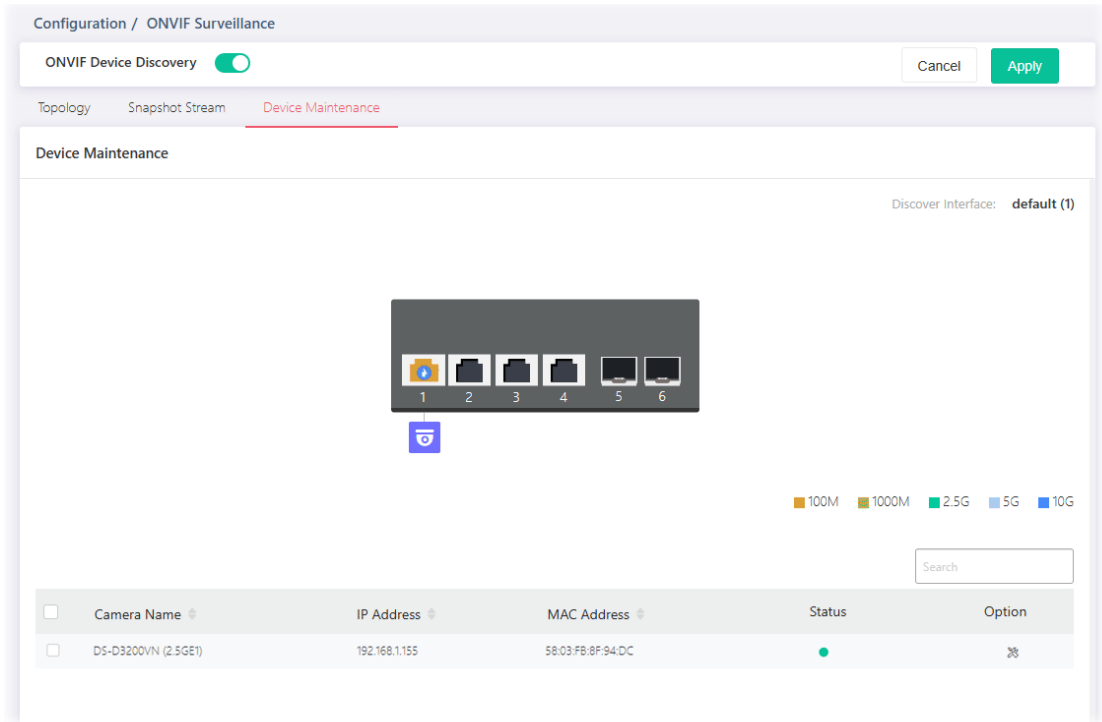 Configuration / ONVIF Surveillance
ONVIF Device Discovery Cancel Apply
Topology Snapshot Stream Device Maintenance
Device Maintenance
Discover Interface: default (1)
1 2 3 4 5 6
100M 1000M 2.5G 5G 10G
Search
Camera Name IP Address MAC Address Status Option
DS-D3200VN (2.5GE1) 192.168.1.155 58:03:FB:8F:94:DC